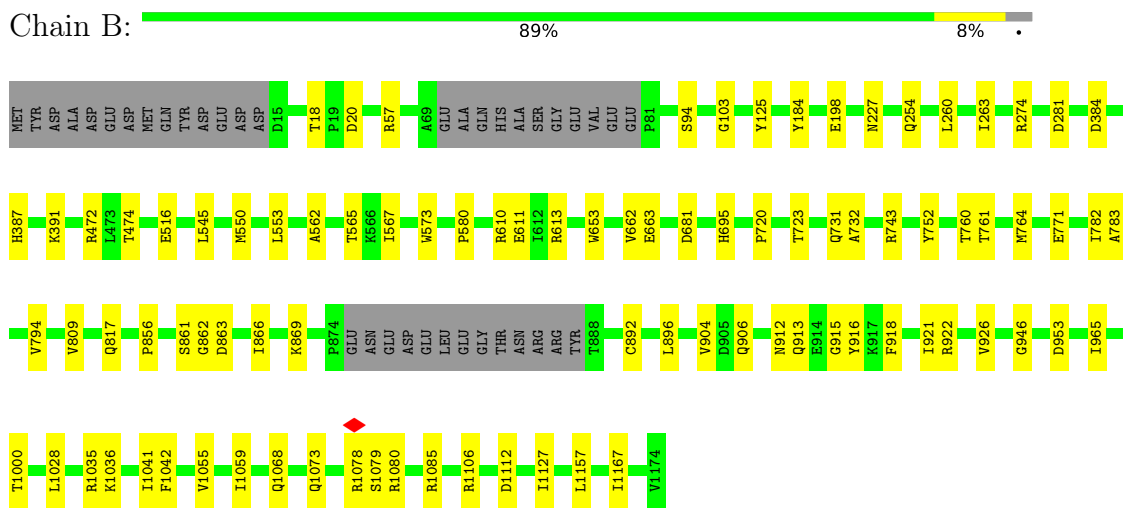 Chain B:
89% 8% •
MET TYR ASP ASP ALA ASP GLU ASP MET GLN TYR ASP GLU ASP ASP D15 T18 P19 D20 R57 A69 GLU ALA GLN HIS ALA SER GLY GLU VAL GLU GLU P81 S94 G103 Y125 Y184 E198 N227 Q254 L260 I263 R274 D281 D384
H387 K391 R472 L473 T474 E516 L545 M550 L553 A562 T565 K566 I567 W573 P580 R610 E611 I612 R613 W653 V662 E663 D681 H695 P720 T723 Q731 A732 R743 Y752 T760 T761 M764 E771 I782 A783
V794 V809 Q817 P856 S861 G862 D863 I866 K869 P874 GLU ASN GLU ASP GLU LEU GLU GLY THR ASN ARG ARG TYR T888 C892 L896 V904 D905 Q906 N912 Q913 E914 G915 Y916 K917 F918 I921 R922 V926 G946 D953 I965
T1000 L1028 R1035 K1036 I1041 F1042 V1055 I1059 Q1068 Q1073 R1078 S1079 R1080 R1085 R1106 D1112 I1127 L1157 I1167 V1174